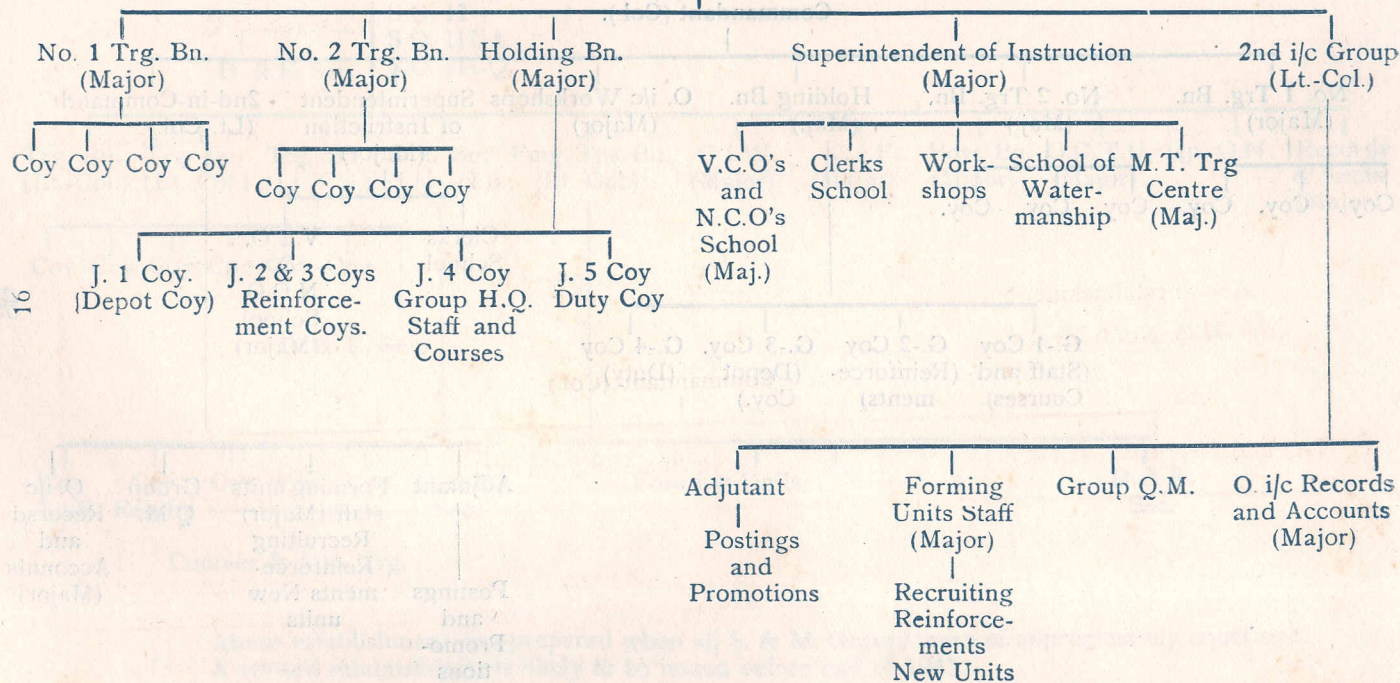 No. 1 Trg. Bn.
(Major)
Coy Coy Coy Coy
No. 2 Trg. Bn.
(Major)
Coy Coy Coy Coy
Holding Bn.
(Major)
J. 1 Coy.
(Depot Coy)
J. 2 & 3 Coys
Reinforce-
ment Coys.
J. 4 Coy
Group H.Q.
Staff and
Courses
J. 5 Coy
Duty Coy
Superintendent of Instruction
(Major)
V.C.O's
and
N.C.O's
School
(Maj.)
Clerks
School
Work-
shops
School of
Water-
manship
M.T. Trg
Centre
(Maj.)
2nd i/c Group
(Lt.-Col.)
Adjutant
Postings
and
Promotions
Forming
Units Staff
(Major)
Recruiting
Reinforce-
ments
New Units
Group Q.M.
O. i/c Records
and Accounts
(Major)
16